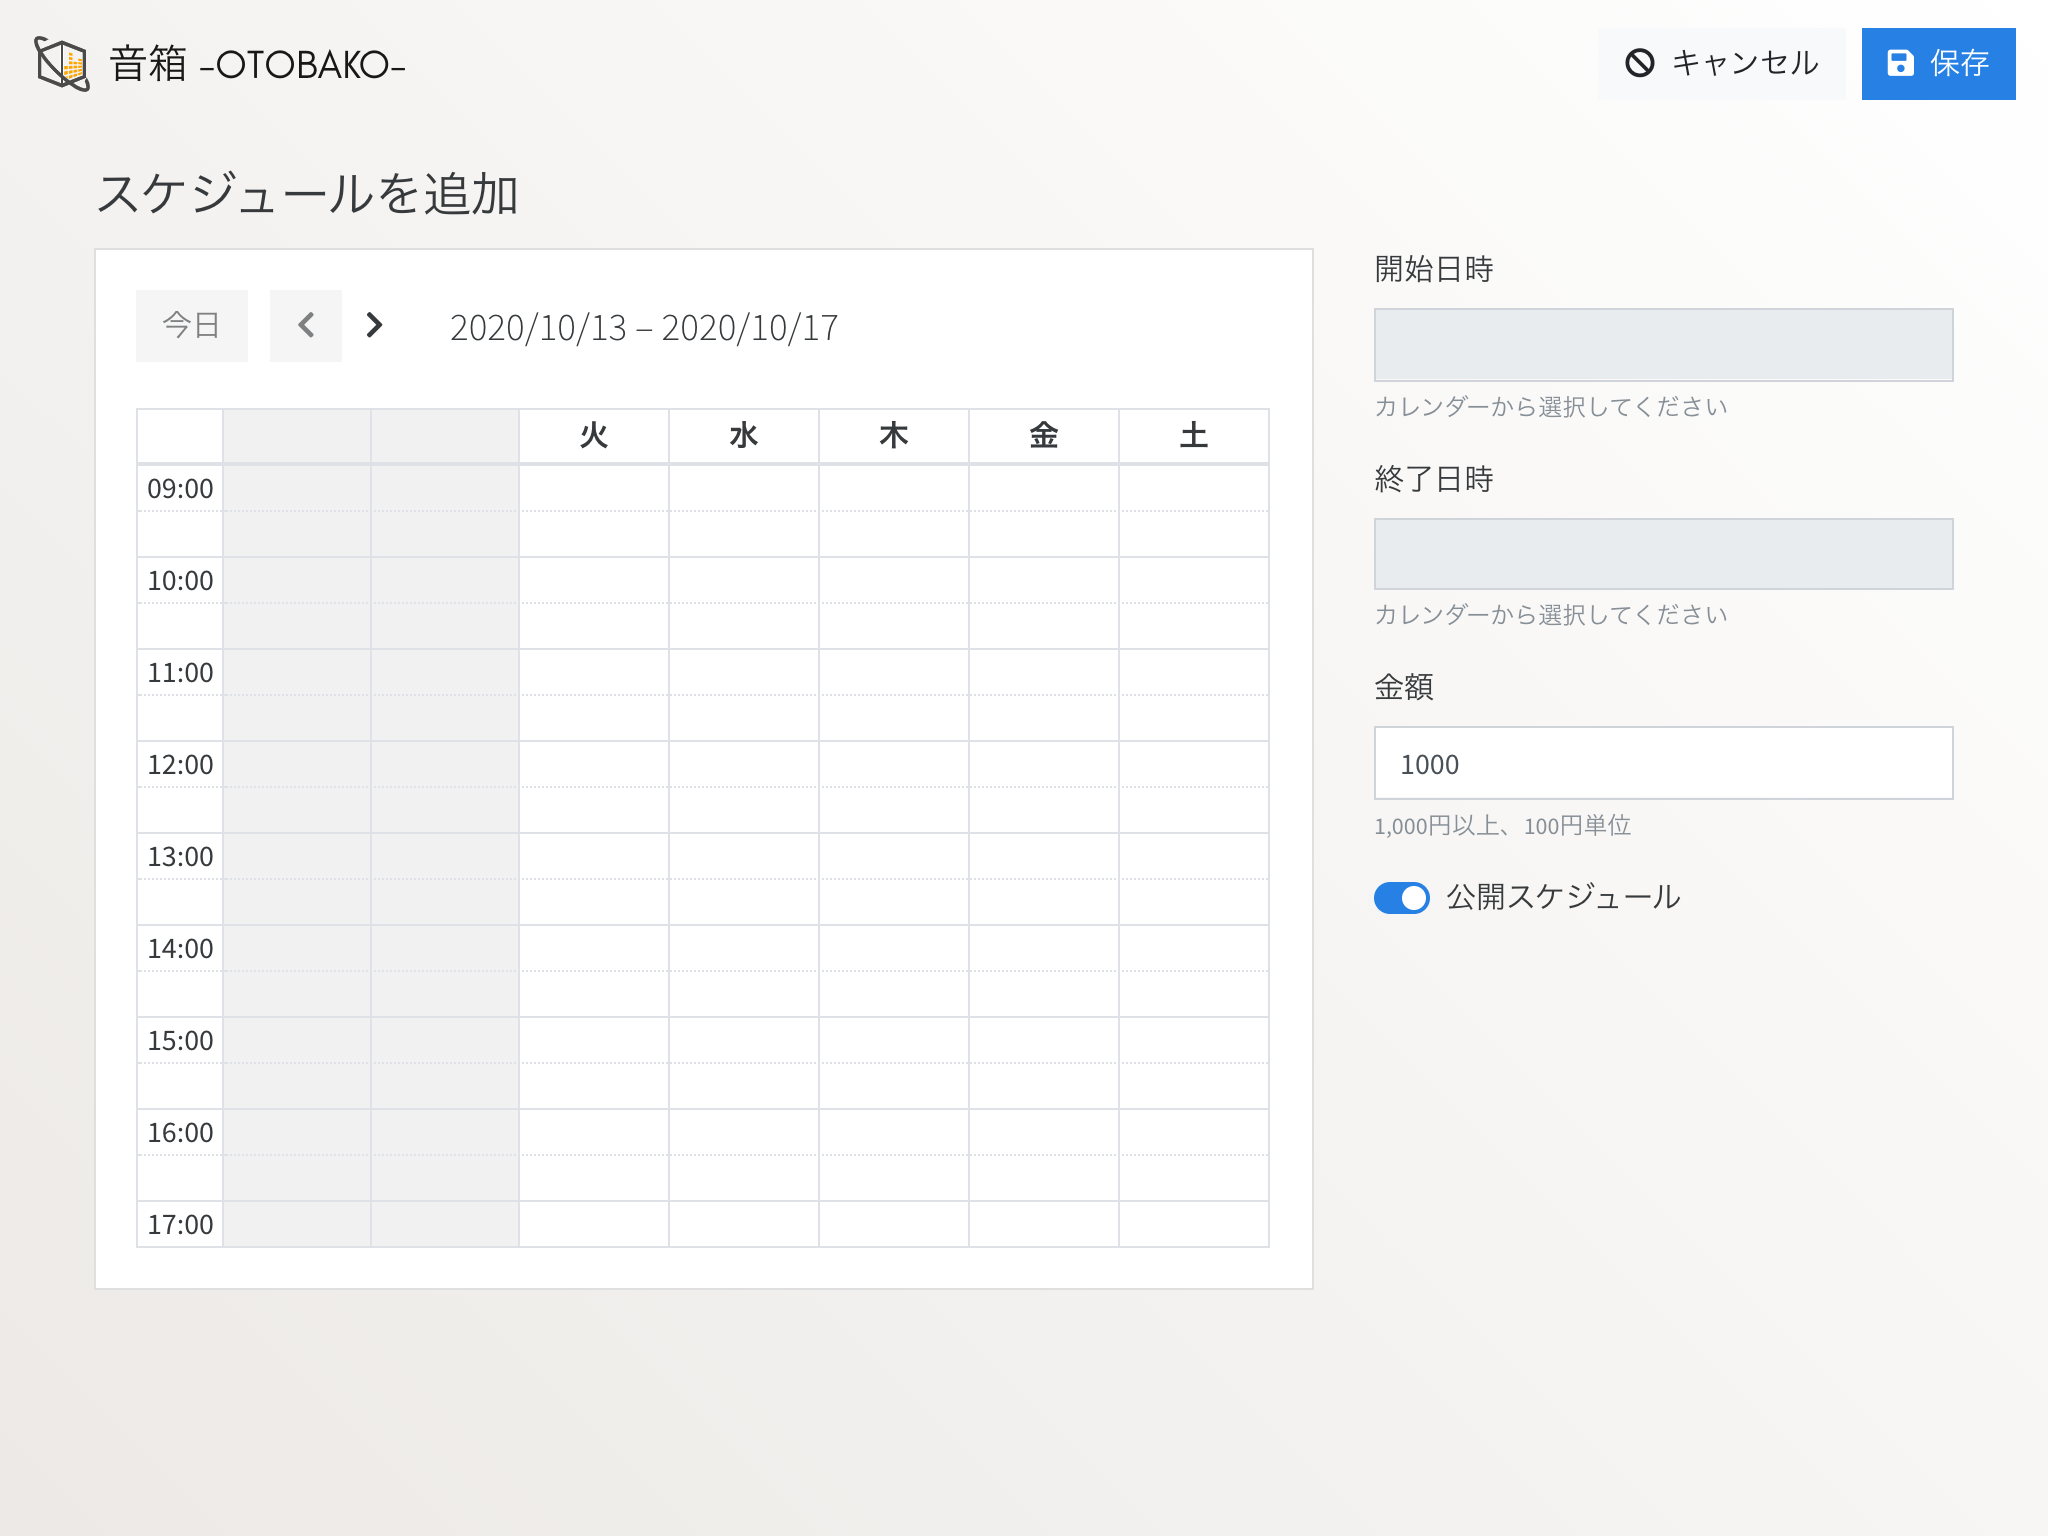 音箱 -OTOBAKO-
キャンセル
保存
スケジュールを追加
今日
2020/10/13 – 2020/10/17
火 水 木 金 土
09:00
10:00
11:00
12:00
13:00
14:00
15:00
16:00
17:00
開始日時
カレンダーから選択してください
終了日時
カレンダーから選択してください
金額
1000
1,000円以上、100円単位
公開スケジュール